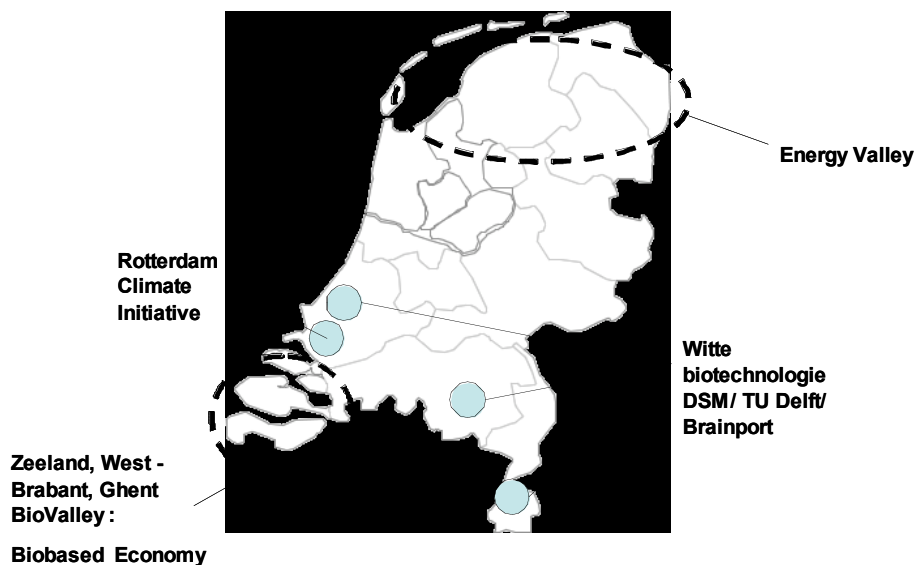 Energy Valley
Rotterdam
Climate
Initiative
Witte
biotechnologie
DSM/ TU Delft/
Brainport
Zeeland, West -
Brabant, Ghent
BioValley :
Biobased Economy